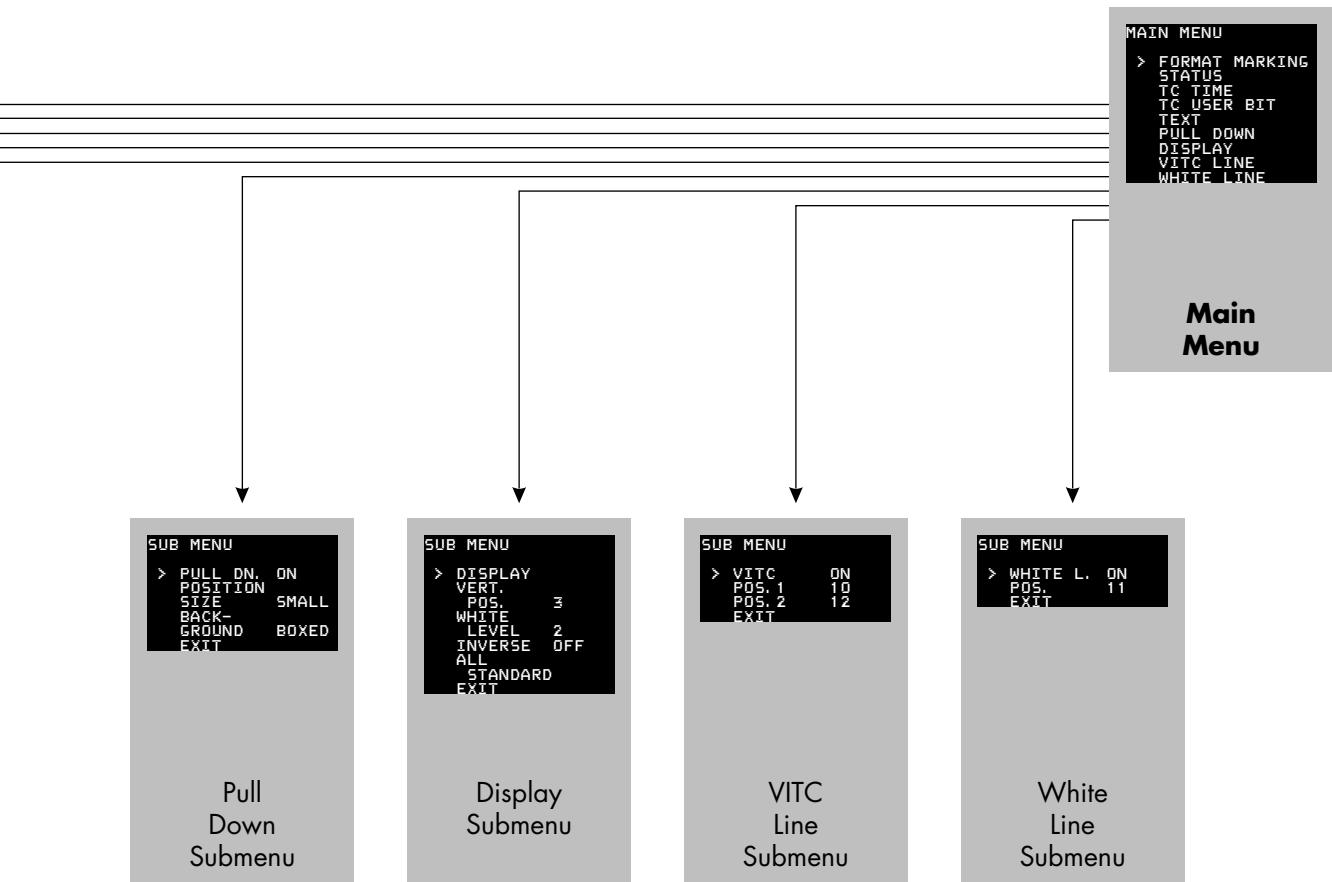 MAIN MENU
> FORMAT MARKING
STATUS
TC TIME
TC USER BIT
TEXT
PULL DOWN
DISPLAY
VITC LINE
WHITE LINE
Main
Menu
SUB MENU
> PULL DN. ON
POSITION
SIZE SMALL
BACK-
GROUND BOXED
EXIT
Pull
Down
Submenu
SUB MENU
> DISPLAY
VERT.
POS. 3
WHITE
LEVEL 2
INVERSE OFF
ALL
STANDARD
EXIT
Display
Submenu
SUB MENU
> VITC ON
POS.1 10
POS.2 12
EXIT
VITC
Line
Submenu
SUB MENU
> WHITE L. ON
POS. 11
EXIT
White
Line
Submenu